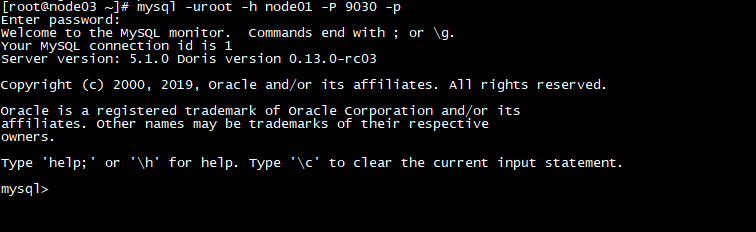 [root@node03 ~]# mysql -uroot -h node01 -P 9030 -p
Enter password:
Welcome to the MySQL monitor.  Commands end with ; or \g.
Your MySQL connection id is 1
Server version: 5.1.0 Doris version 0.13.0-rc03
Copyright (c) 2000, 2019, Oracle and/or its affiliates. All rights reserved.
Oracle is a registered trademark of Oracle Corporation and/or its
affiliates. Other names may be trademarks of their respective
owners.
Type 'help;' or '\h' for help. Type '\c' to clear the current input statement.
mysql>